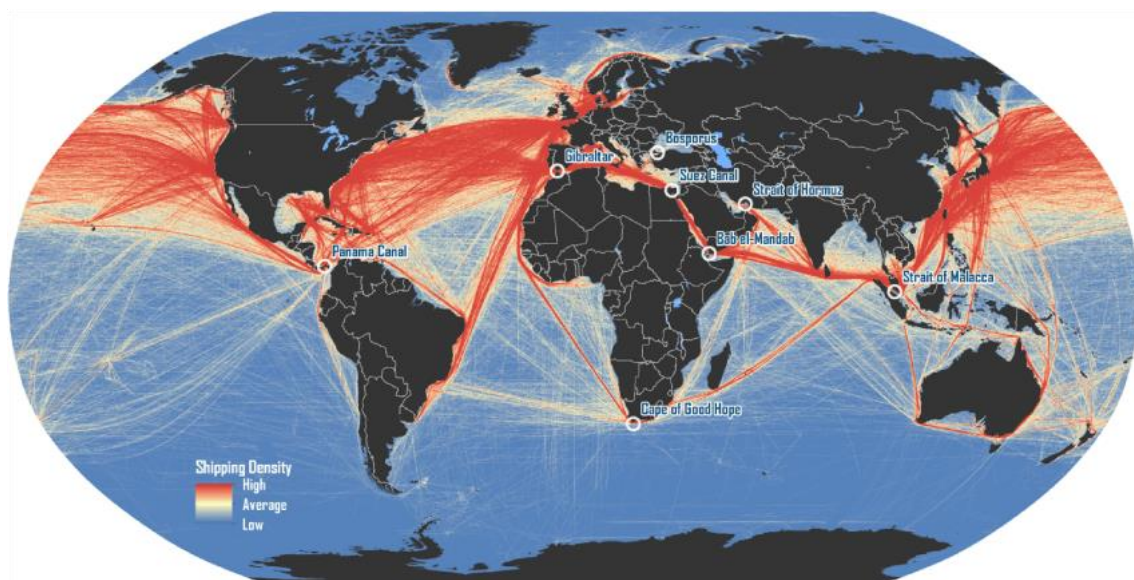 Bosporus
Gibraltar
Suez Canal
Strait of Hormuz
Bab el-Mandab
Panama Canal
Strait of Malacca
Cape of Good Hope
Shipping Density
High
Average
Low